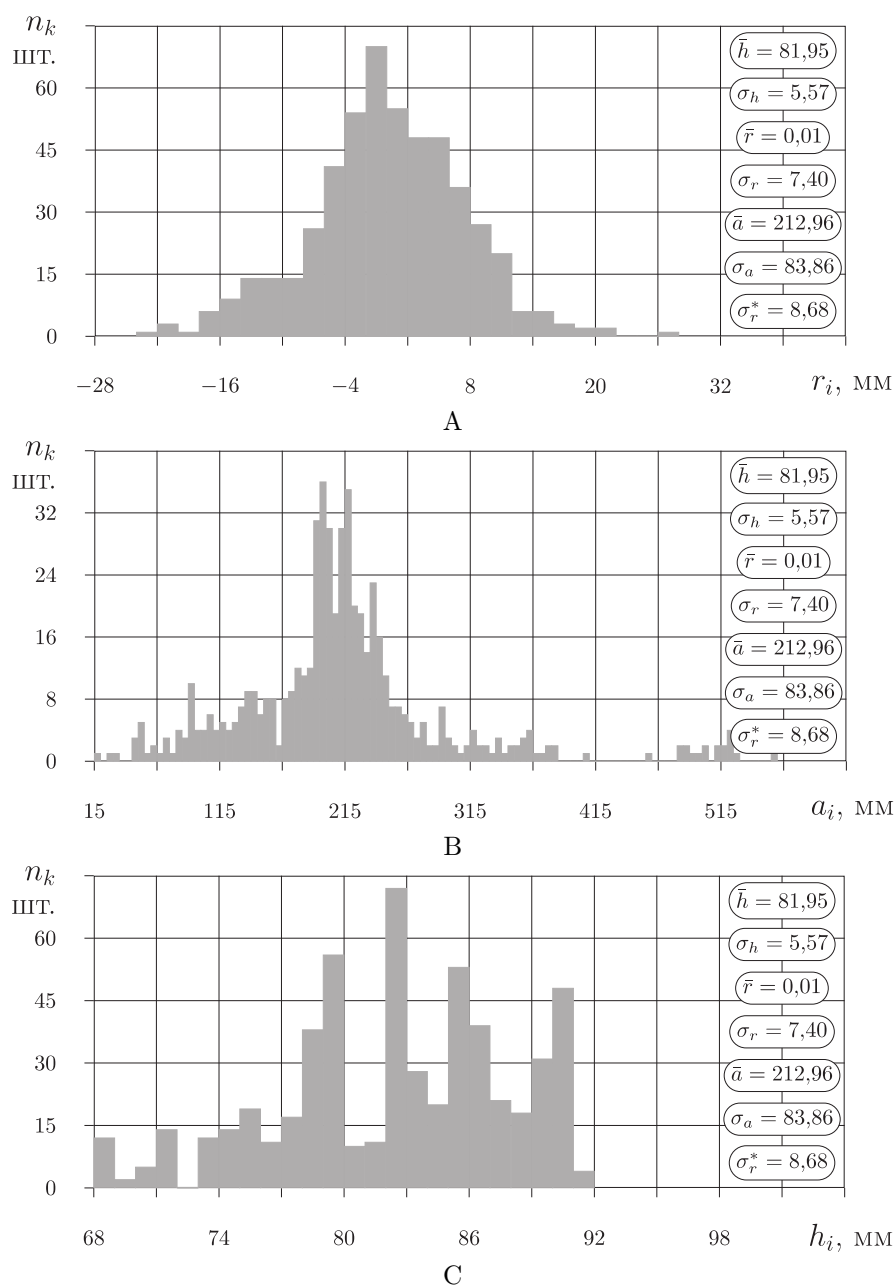 n_k
шт.
60
45
30
15
0
h̄ = 81,95
σ_h = 5,57
r̄ = 0,01
σ_r = 7,40
ā = 212,96
σ_a = 83,86
σ_r^* = 8,68
−28 −16 −4 8 20 32 r_i, мм
A
n_k
шт.
32
24
16
8
0
h̄ = 81,95
σ_h = 5,57
r̄ = 0,01
σ_r = 7,40
ā = 212,96
σ_a = 83,86
σ_r^* = 8,68
15 115 215 315 415 515 a_i, мм
B
n_k
шт.
60
45
30
15
0
h̄ = 81,95
σ_h = 5,57
r̄ = 0,01
σ_r = 7,40
ā = 212,96
σ_a = 83,86
σ_r^* = 8,68
68 74 80 86 92 98 h_i, мм
C